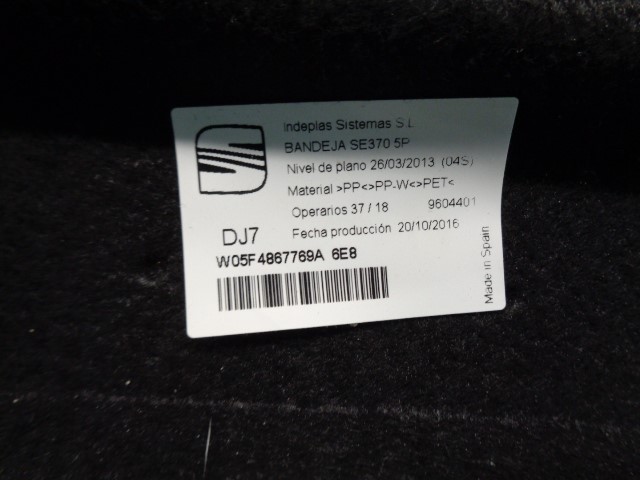 Indeplas Sistemas S.L
BANDEJA SE370 5P
Nivel de plano 26/03/2013 (04S)
Material >PP<>PP-W<>PET<
Operarios 37 / 18 9604401
DJ7 Fecha producción 20/10/2016
W05F4867769A 6E8
Made in Spain